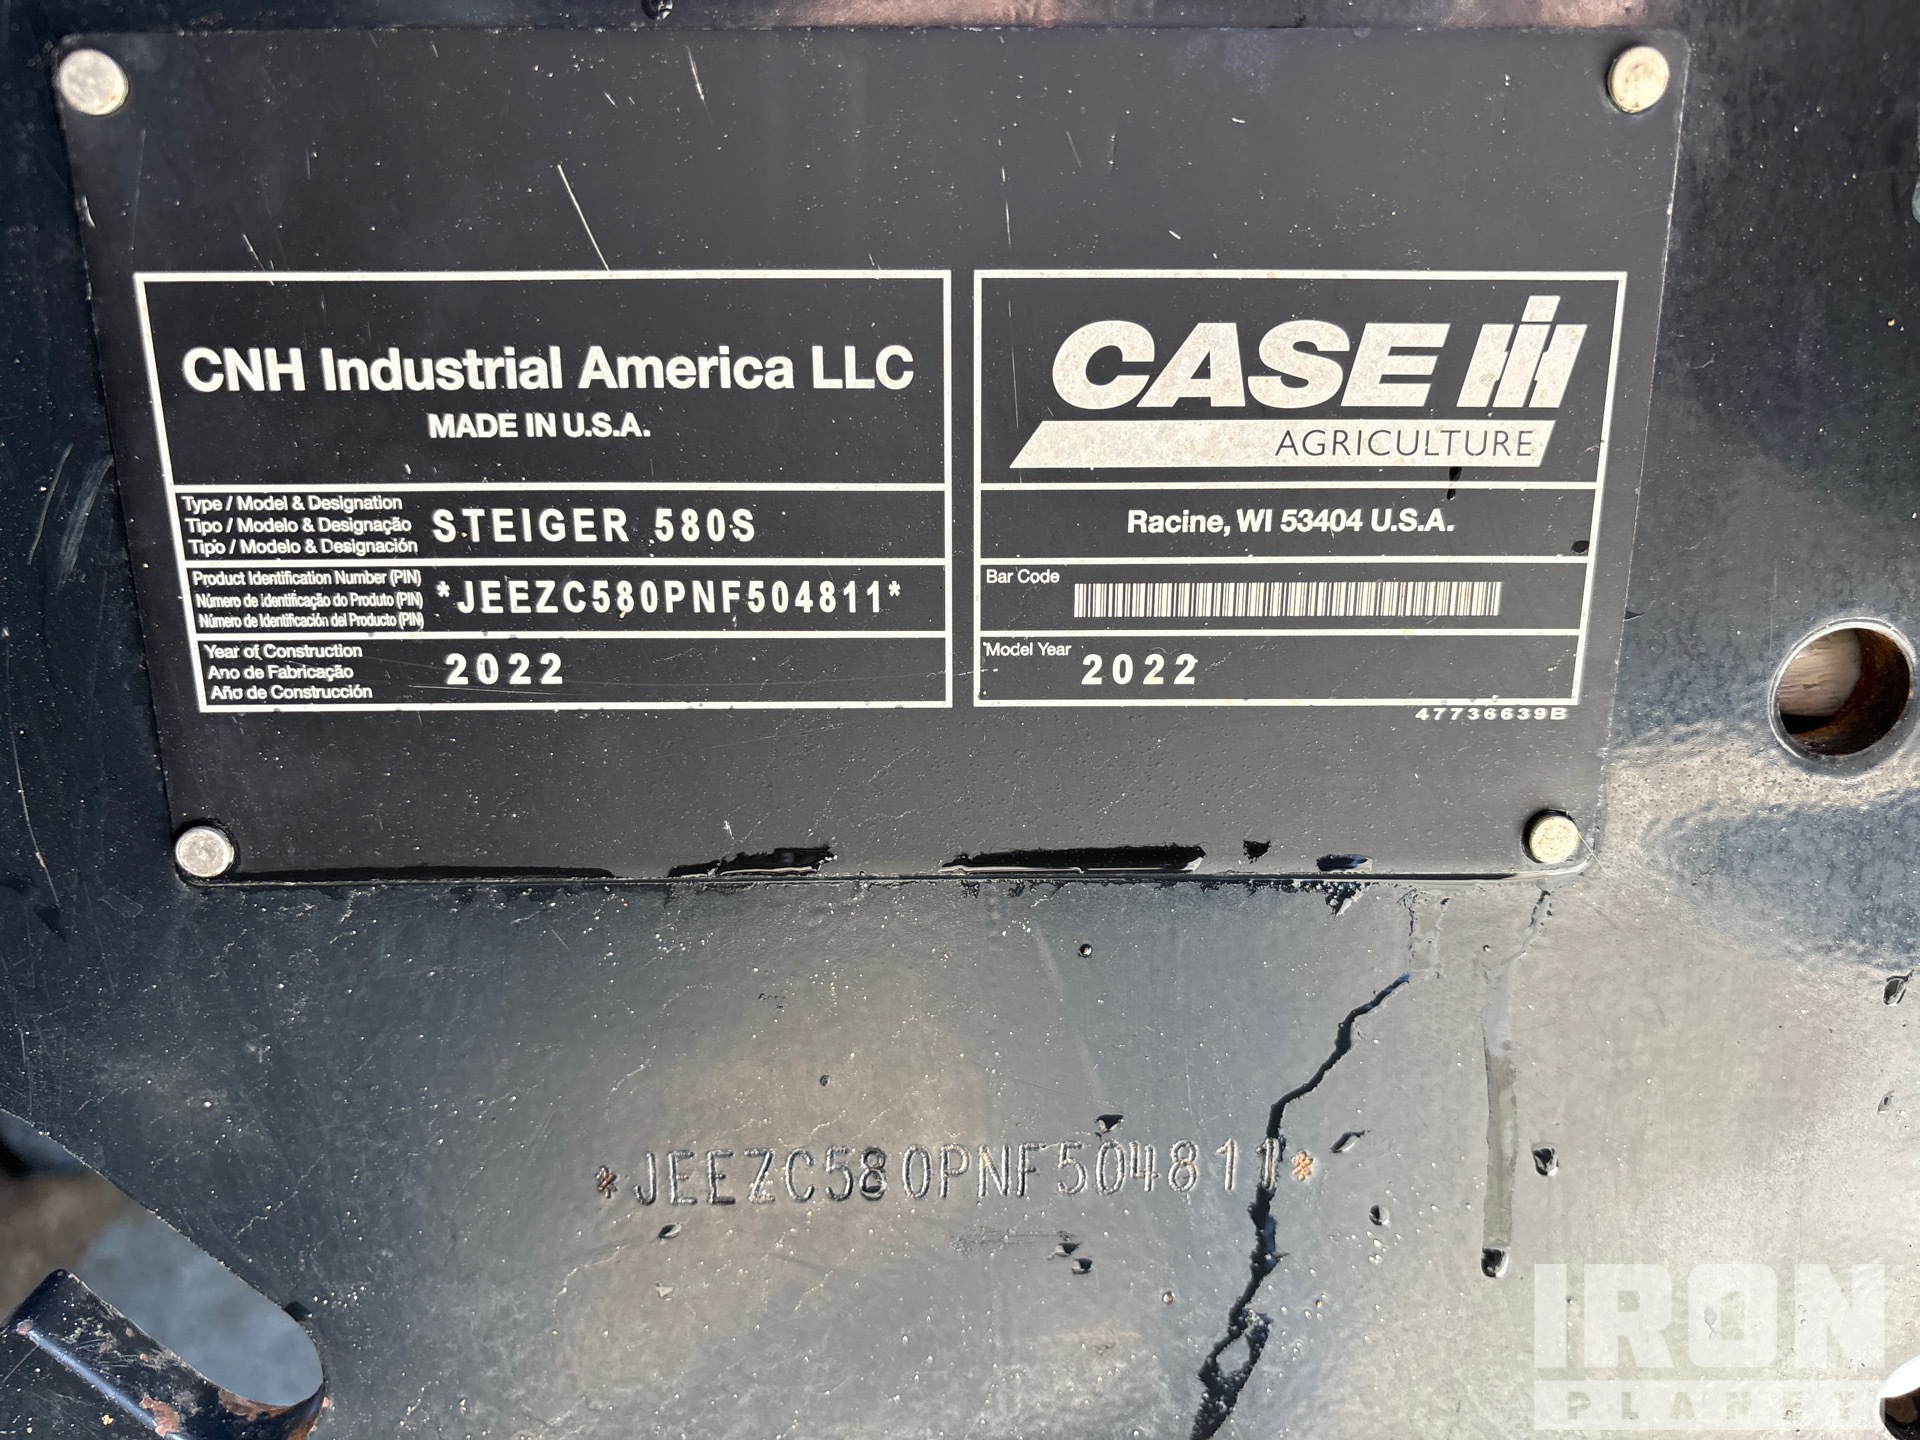 CNH Industrial America LLC
MADE IN U.S.A.
Type / Model & Designation
Tipo / Modelo & Designação
Tipo / Modelo & Designación
STEIGER 580S
Product Identification Number (PIN)
Número de Identificação do Produto (PIN)
Número de Identificación del Producto (PIN)
*JEEZC580PNF504811*
Year of Construction
Ano de Fabricação
Año de Construcción
2022
CASE IH
AGRICULTURE
Racine, WI 53404 U.S.A.
Bar Code
Model Year
2022
47736639B
*JEEZC580PNF504811*
IRON
PLANET